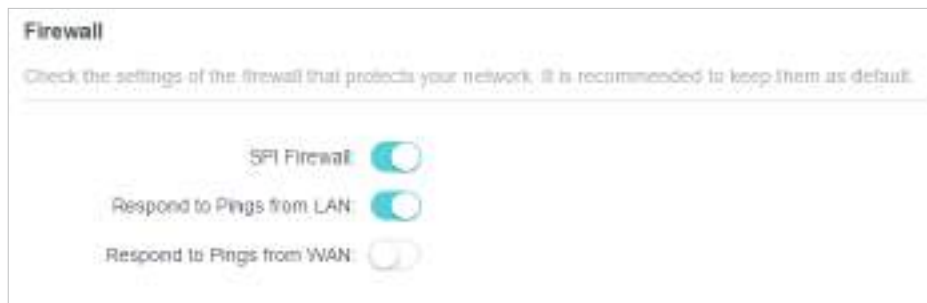 Firewall
Check the settings of the firewall that protects your network. It is recommended to keep them as default.
SPI Firewall:
Respond to Pings from LAN:
Respond to Pings from WAN: